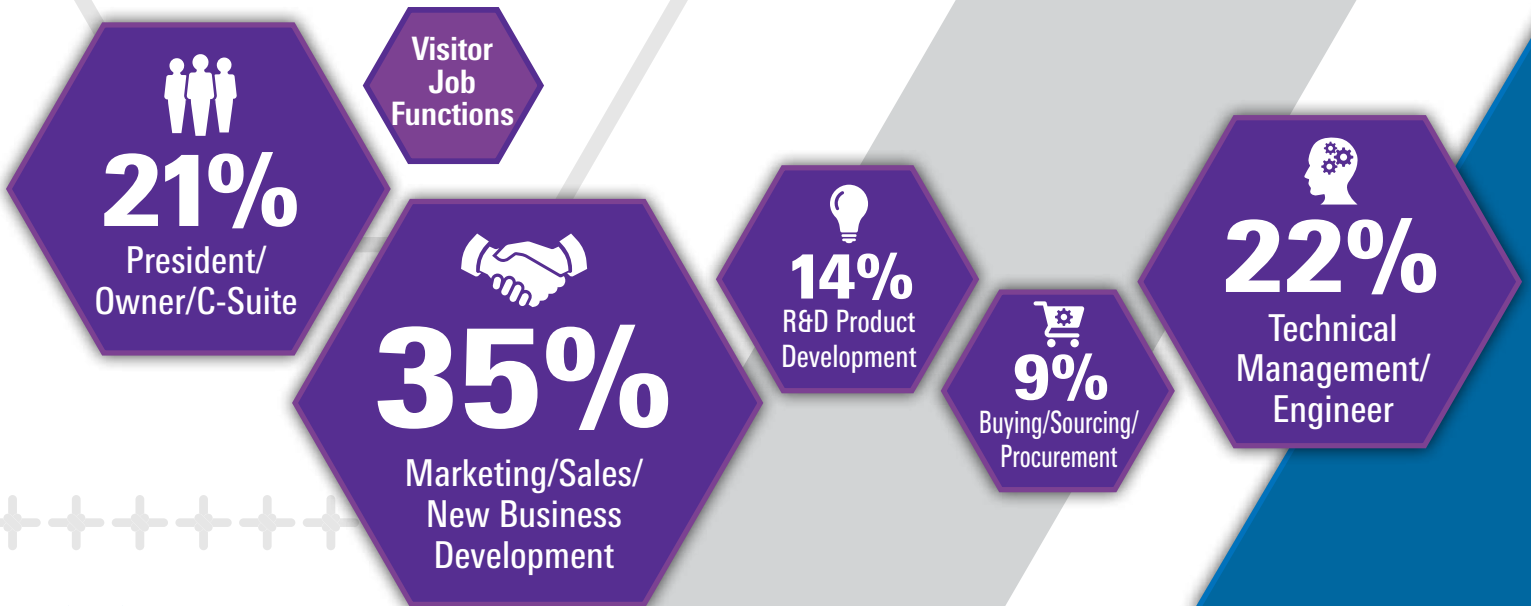 Visitor
Job
Functions
21%
President/
Owner/C-Suite
35%
Marketing/Sales/
New Business
Development
14%
R&D Product
Development
9%
Buying/Sourcing/
Procurement
22%
Technical
Management/
Engineer